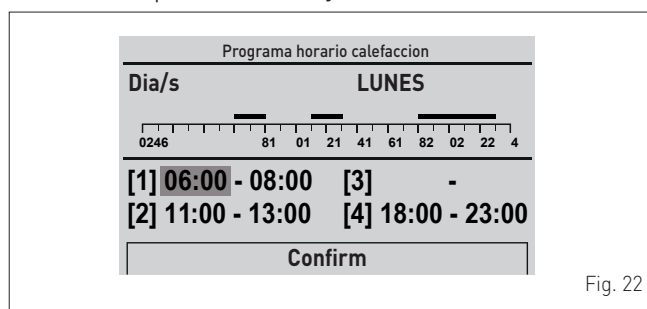 Programa horario calefaccion
Dia/s LUNES
0246 81 01 21 41 61 82 02 22 4
[1] 06:00 - 08:00 [3] -
[2] 11:00 - 13:00 [4] 18:00 - 23:00
Confirm
Fig. 22